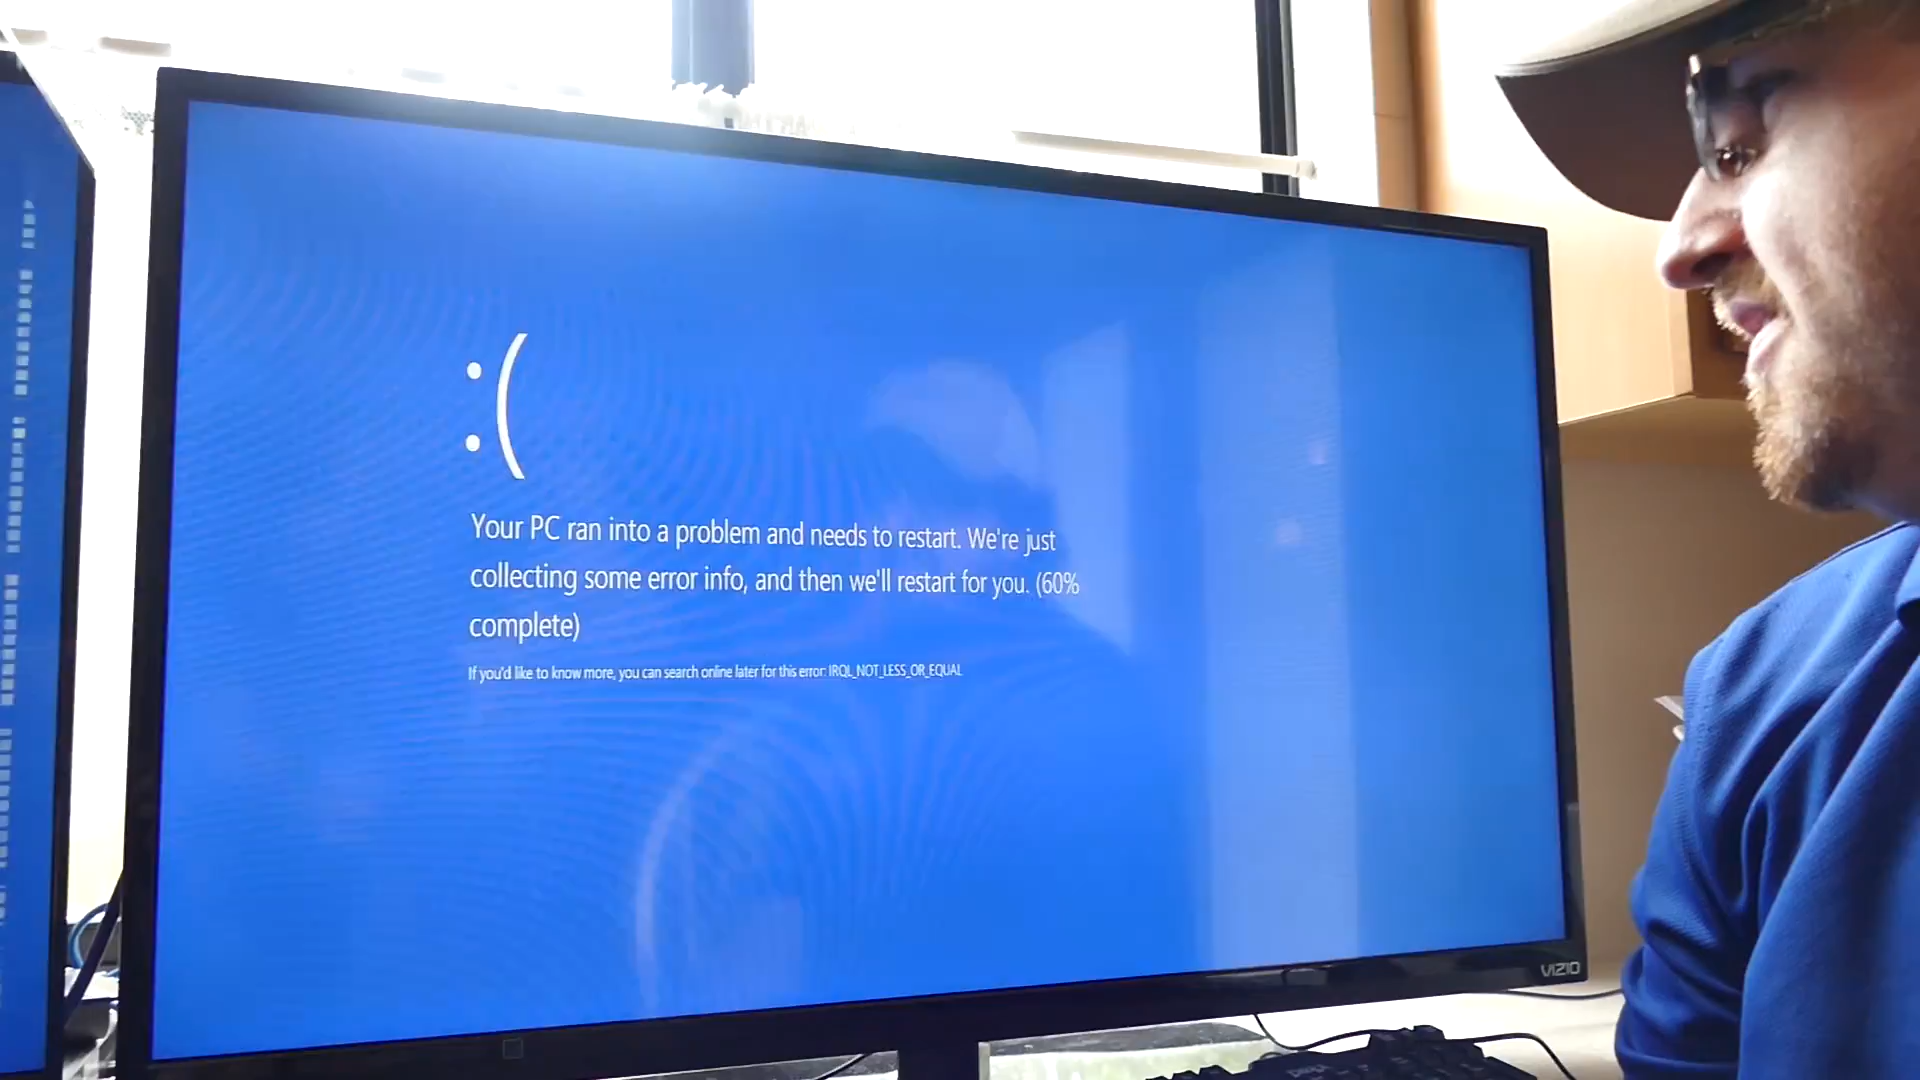 :(
Your PC ran into a problem and needs to restart. We're just
collecting some error info, and then we'll restart for you. (60%
complete)
If you'd like to know more, you can search online later for this error: IRQL_NOT_LESS_OR_EQUAL
VIZIO